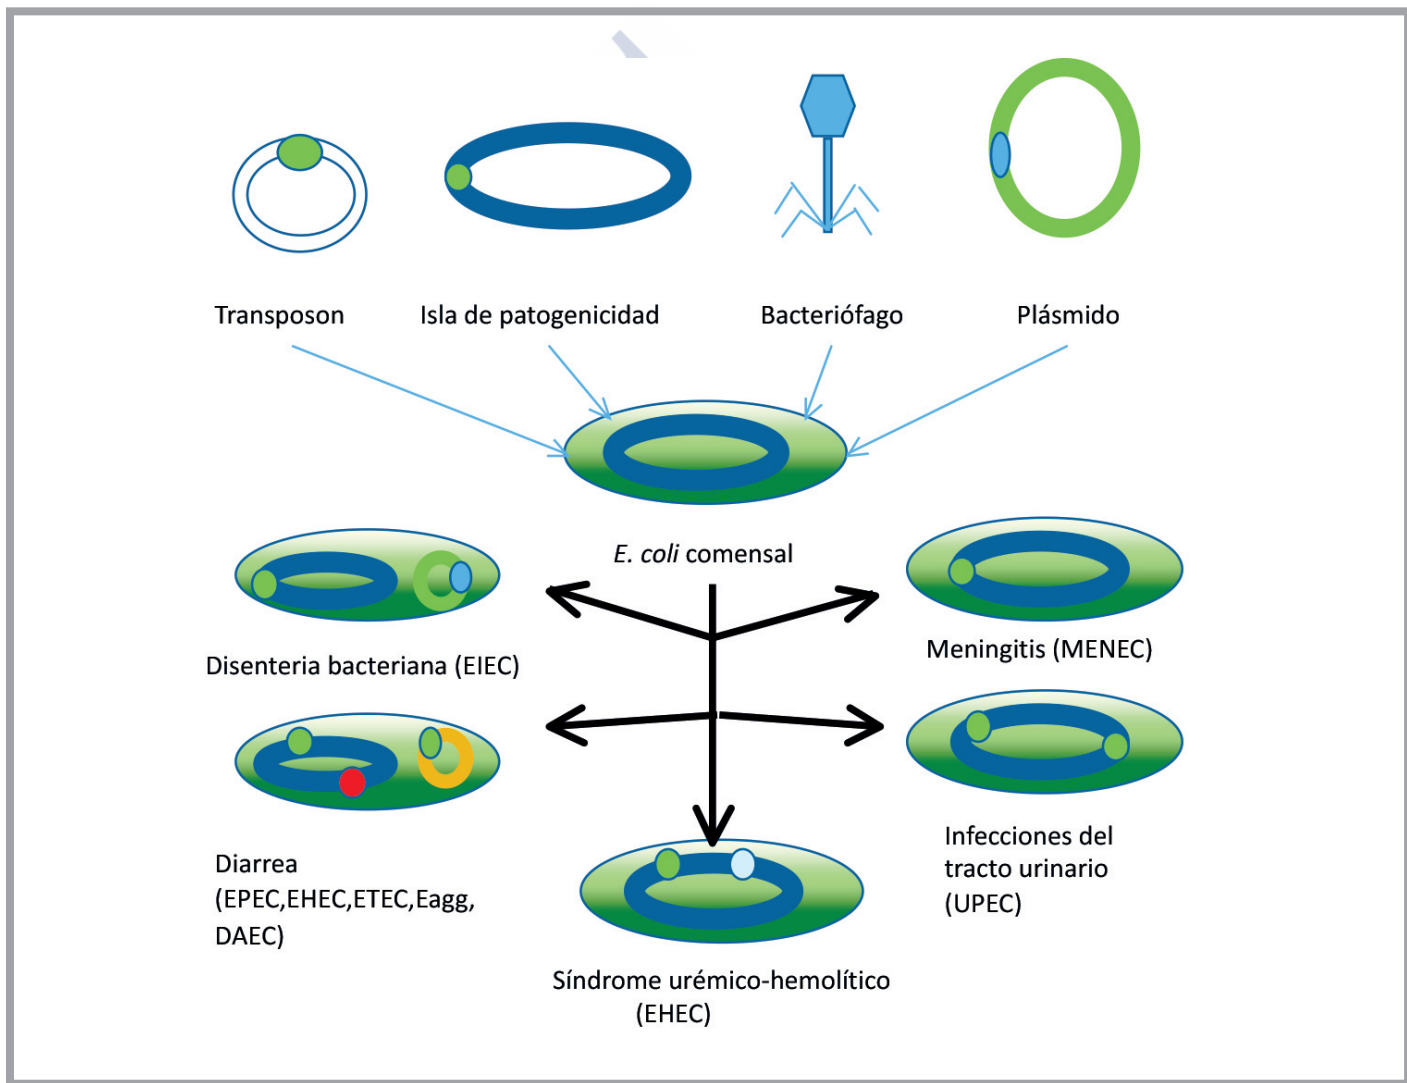 Transposon
Isla de patogenicidad
Bacteriófago
Plásmido
E. coli comensal
Disenteria bacteriana (EIEC)
Meningitis (MENEC)
Diarrea
(EPEC,EHEC,ETEC,Eagg,
DAEC)
Infecciones del
tracto urinario
(UPEC)
Síndrome urémico-hemolítico
(EHEC)